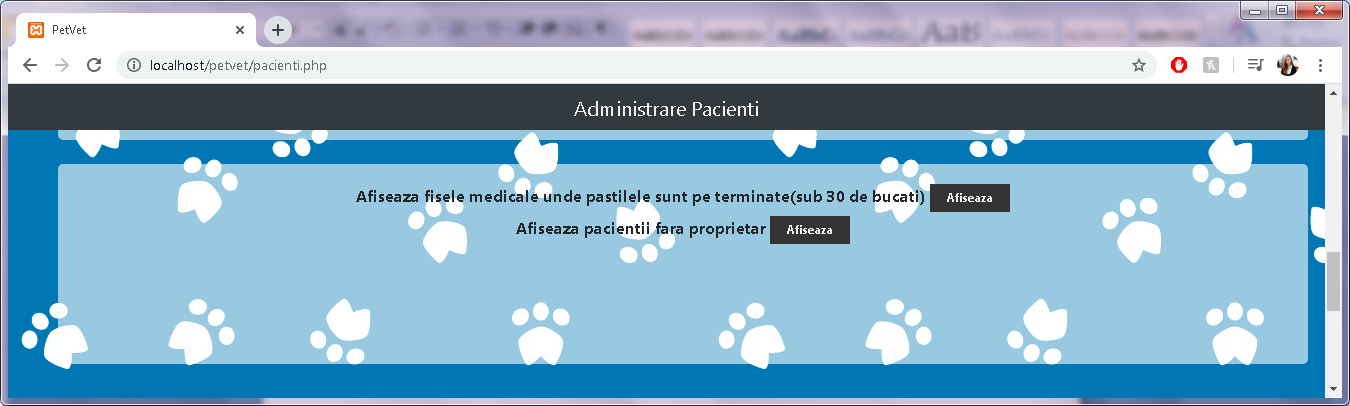 PetVet
localhost/petvet/pacienti.php
Administrare Pacienti
Afiseaza fisele medicale unde pastilele sunt pe terminate(sub 30 de bucati) Afiseaza
Afiseaza pacientii fara proprietar Afiseaza